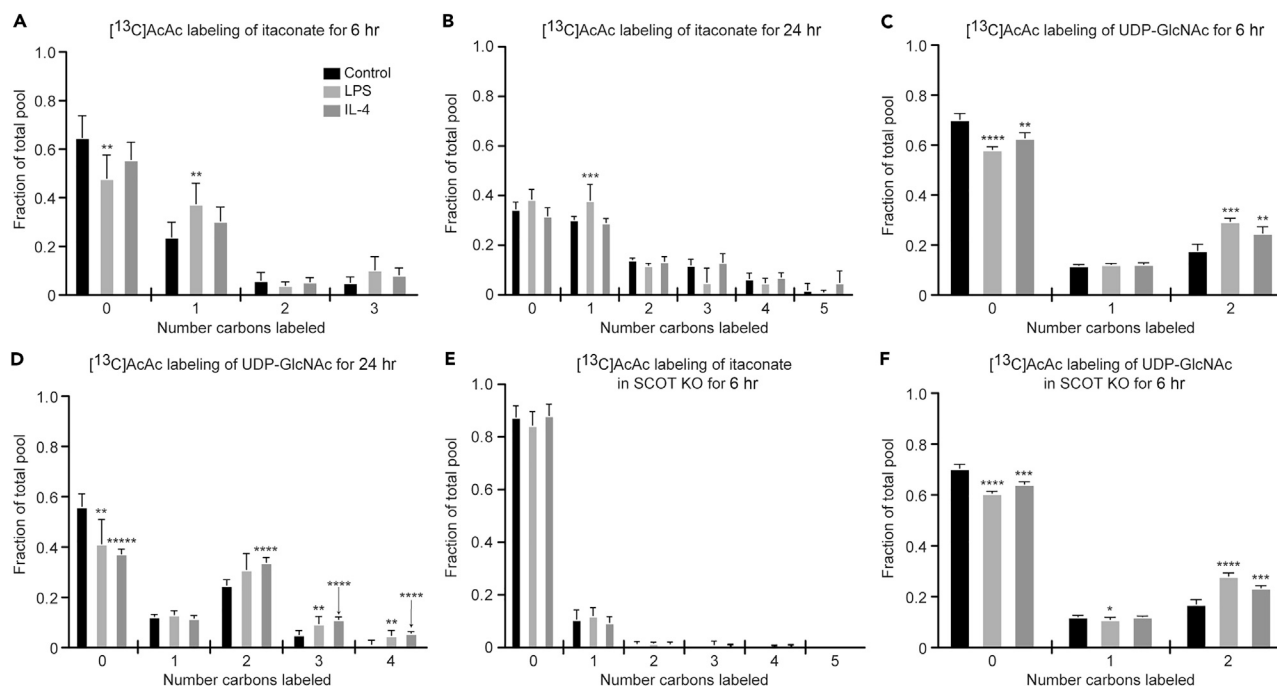 A
[13C]AcAc labeling of itaconate for 6 hr
Fraction of total pool
1.0
0.8
0.6
0.4
0.2
0
Control
LPS
IL-4
**
**
0 1 2 3
Number carbons labeled
B
[13C]AcAc labeling of itaconate for 24 hr
Fraction of total pool
1.0
0.8
0.6
0.4
0.2
0
***
0 1 2 3 4 5
Number carbons labeled
C
[13C]AcAc labeling of UDP-GlcNAc for 6 hr
Fraction of total pool
1.0
0.8
0.6
0.4
0.2
0
**** **
*** **
0 1 2
Number carbons labeled
D
[13C]AcAc labeling of UDP-GlcNAc for 24 hr
Fraction of total pool
1.0
0.8
0.6
0.4
0.2
0
** *****
****
** ****
** ****
0 1 2 3 4
Number carbons labeled
E
[13C]AcAc labeling of itaconate
in SCOT KO for 6 hr
Fraction of total pool
1.0
0.8
0.6
0.4
0.2
0
0 1 2 3 4 5
Number carbons labeled
F
[13C]AcAc labeling of UDP-GlcNAc
in SCOT KO for 6 hr
Fraction of total pool
1.0
0.8
0.6
0.4
0.2
0
**** ***
*
**** ***
0 1 2
Number carbons labeled